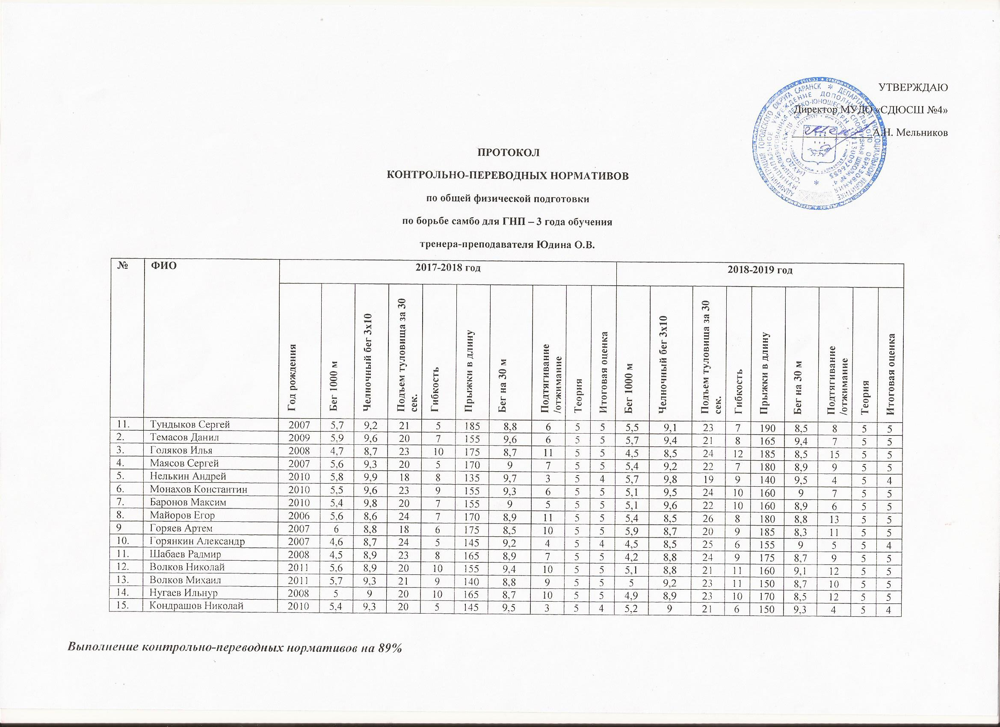 УТВЕРЖДАЮ
Директор МУДО «СДЮСШ №4»
А.Н. Мельников
АДМИНИСТРАЦИЯ ГОРОДСКОГО ОКРУГА САРАНСК * ДЕПАРТАМЕНТ ПО СОЦИАЛЬНОЙ ПОЛИТИКЕ
МУНИЦИПАЛЬНОЕ УЧРЕЖДЕНИЕ ДОПОЛНИТЕЛЬНОГО ОБРАЗОВАНИЯ
СПЕЦИАЛИЗИРОВАННАЯ ДЕТСКО-ЮНОШЕСКАЯ СПОРТИВНАЯ ШКОЛА № 4
ПРОТОКОЛ
КОНТРОЛЬНО-ПЕРЕВОДНЫХ НОРМАТИВОВ
по общей физической подготовки
по борьбе самбо для ГНП – 3 года обучения
тренера-преподавателя Юдина О.В.
№ ФИО 2017-2018 год 2018-2019 год
Год рождения Бег 1000 м Челночный бег 3х10 Подъем туловища за 30 сек. Гибкость Прыжки в длину Бег на 30 м Подтягивание /отжимание Теория Итоговая оценка Бег 1000 м Челночный бег 3х10 Подъем туловища за 30 сек. Гибкость Прыжки в длину Бег на 30 м Подтягивание /отжимание Теория Итоговая оценка
11. Тундыков Сергей 2007 5,7 9,2 21 5 185 8,8 6 5 5 5,5 9,1 23 7 190 8,5 8 5 5
2. Темасов Данил 2009 5,9 9,6 20 7 155 9,6 6 5 5 5,7 9,4 21 8 165 9,4 7 5 5
3. Голяков Илья 2008 4,7 8,7 23 10 175 8,7 11 5 5 4,5 8,5 24 12 185 8,5 15 5 5
4. Маясов Сергей 2007 5,6 9,3 20 5 170 9 7 5 5 5,4 9,2 22 7 180 8,9 9 5 5
5. Нелькин Андрей 2010 5,8 9,9 18 8 135 9,7 3 5 4 5,7 9,8 19 9 140 9,5 4 5 4
6. Монахов Константин 2010 5,5 9,6 23 9 155 9,3 6 5 5 5,1 9,5 24 10 160 9 7 5 5
7. Баронов Максим 2010 5,4 9,8 20 7 155 9 5 5 5 5,1 9,6 22 10 160 8,9 6 5 5
8. Майоров Егор 2006 5,6 8,6 24 7 170 8,9 11 5 5 5,4 8,5 26 8 180 8,8 13 5 5
9 Горяев Артем 2007 6 8,8 18 6 175 8,5 10 5 5 5,9 8,7 20 9 185 8,3 11 5 5
10. Горянкин Александр 2007 4,6 8,7 24 5 145 9,2 4 5 4 4,5 8,5 25 6 155 9 5 5 4
11. Шабаев Радмир 2008 4,5 8,9 23 8 165 8,9 7 5 5 4,2 8,8 24 9 175 8,7 9 5 5
12. Волков Николай 2011 5,6 8,9 20 10 155 9,4 10 5 5 5,1 8,8 21 11 160 9,1 12 5 5
13. Волков Михаил 2011 5,7 9,3 21 9 140 8,8 9 5 5 5 9,2 23 11 150 8,7 10 5 5
14. Нугаев Ильнур 2008 5 9 20 10 165 8,7 10 5 5 4,9 8,9 23 10 170 8,5 12 5 5
15. Кондрашов Николай 2010 5,4 9,3 20 5 145 9,5 3 5 4 5,2 9 21 6 150 9,3 4 5 4
Выполнение контрольно-переводных нормативов на 89%